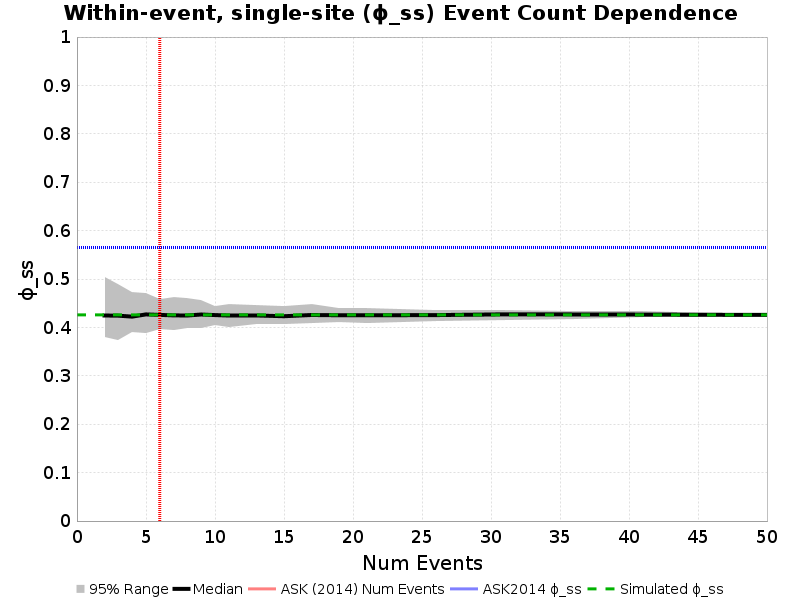 Within-event, single-site (ϕ_ss) Event Count Dependence
1
0.9
0.8
0.7
0.6
0.5
0.4
0.3
0.2
0.1
0
ϕ_ss
0 5 10 15 20 25 30 35 40 45 50
Num Events
95% Range Median ASK (2014) Num Events ASK2014 ϕ_ss Simulated ϕ_ss